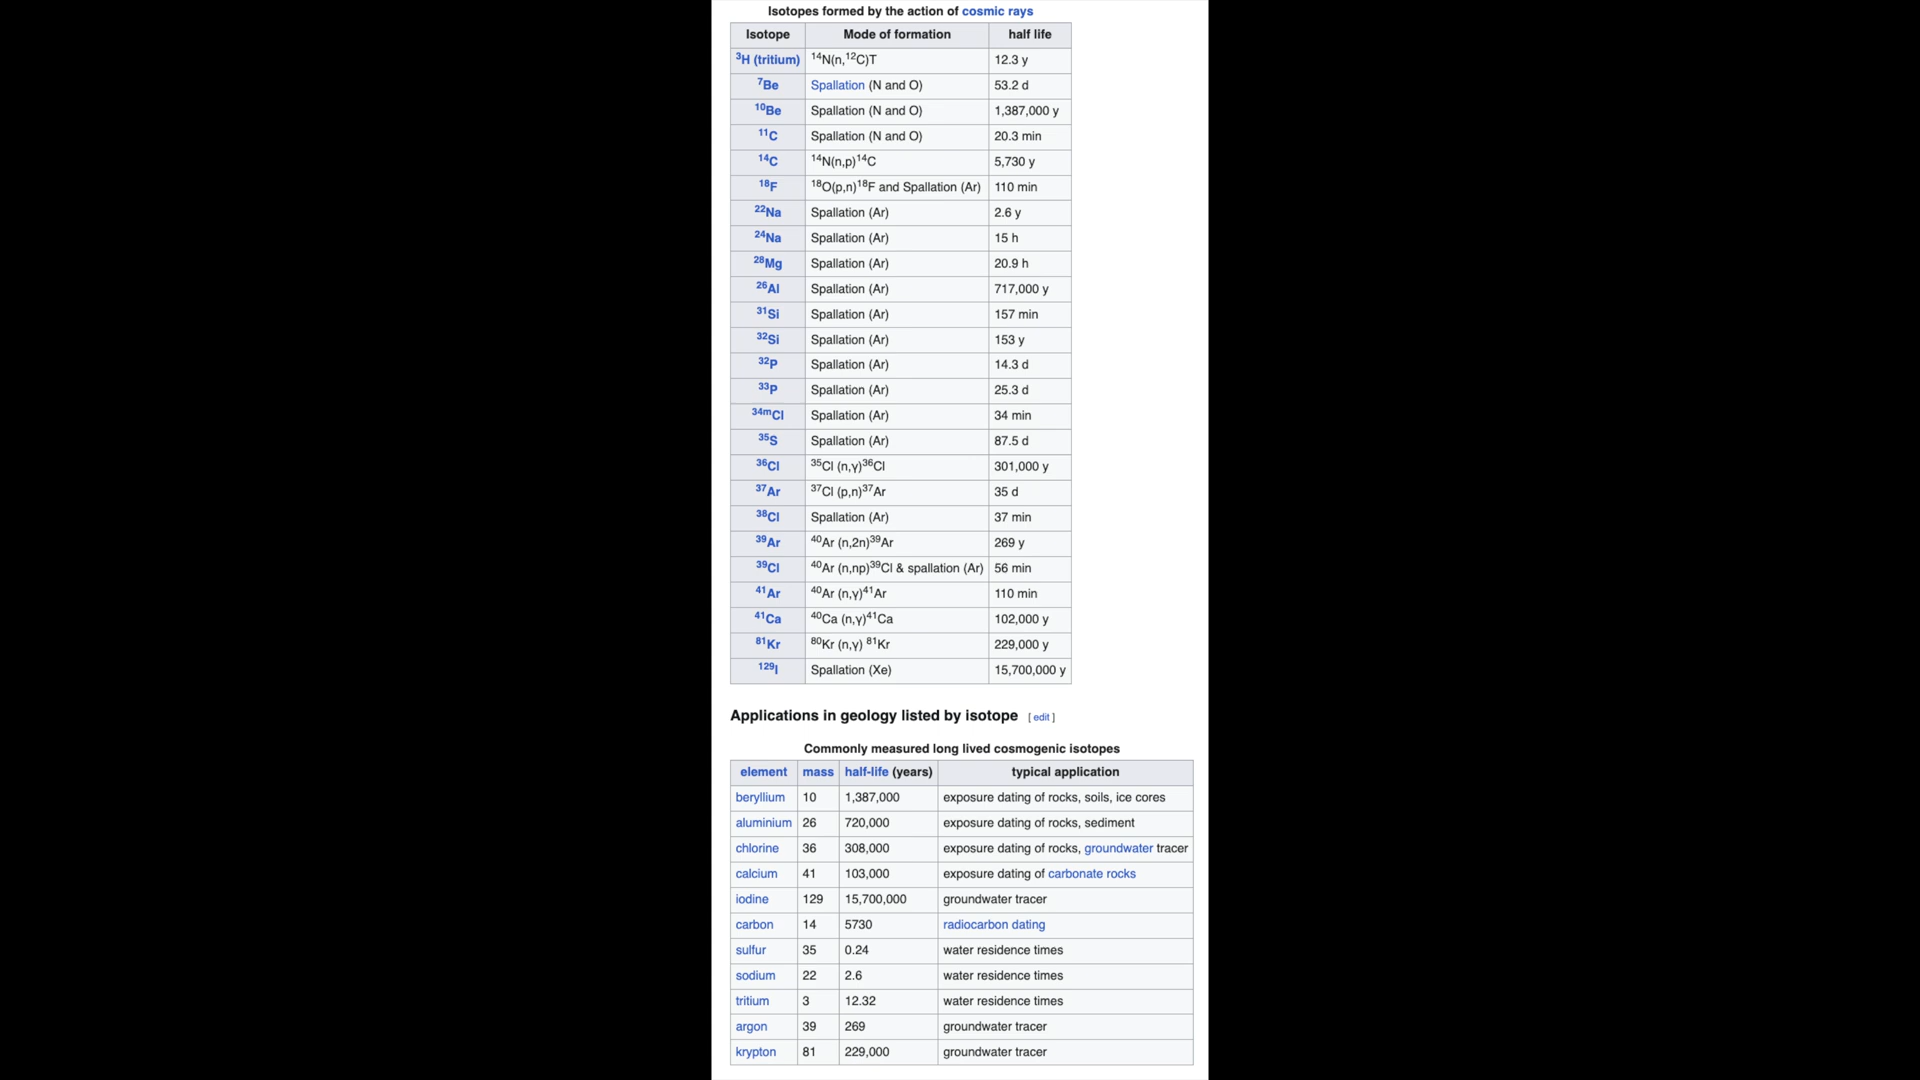 Isotopes formed by the action of cosmic rays
Isotope Mode of formation half life
³H (tritium) ¹⁴N(n,¹²C)T 12.3 y
⁷Be Spallation (N and O) 53.2 d
¹⁰Be Spallation (N and O) 1,387,000 y
¹¹C Spallation (N and O) 20.3 min
¹⁴C ¹⁴N(n,p)¹⁴C 5,730 y
¹⁸F ¹⁸O(p,n)¹⁸F and Spallation (Ar) 110 min
²²Na Spallation (Ar) 2.6 y
²⁴Na Spallation (Ar) 15 h
²⁸Mg Spallation (Ar) 20.9 h
²⁶Al Spallation (Ar) 717,000 y
³¹Si Spallation (Ar) 157 min
³²Si Spallation (Ar) 153 y
³²P Spallation (Ar) 14.3 d
³³P Spallation (Ar) 25.3 d
³⁴ᵐCl Spallation (Ar) 34 min
³⁵S Spallation (Ar) 87.5 d
³⁶Cl ³⁵Cl (n,γ)³⁶Cl 301,000 y
³⁷Ar ³⁷Cl (p,n)³⁷Ar 35 d
³⁸Cl Spallation (Ar) 37 min
³⁹Ar ⁴⁰Ar (n,2n)³⁹Ar 269 y
³⁹Cl ⁴⁰Ar (n,np)³⁹Cl & spallation (Ar) 56 min
⁴¹Ar ⁴⁰Ar (n,γ)⁴¹Ar 110 min
⁴¹Ca ⁴⁰Ca (n,γ)⁴¹Ca 102,000 y
⁸¹Kr ⁸⁰Kr (n,γ) ⁸¹Kr 229,000 y
¹²⁹I Spallation (Xe) 15,700,000 y
Applications in geology listed by isotope [ edit ]
Commonly measured long lived cosmogenic isotopes
element mass half-life (years) typical application
beryllium 10 1,387,000 exposure dating of rocks, soils, ice cores
aluminium 26 720,000 exposure dating of rocks, sediment
chlorine 36 308,000 exposure dating of rocks, groundwater tracer
calcium 41 103,000 exposure dating of carbonate rocks
iodine 129 15,700,000 groundwater tracer
carbon 14 5730 radiocarbon dating
sulfur 35 0.24 water residence times
sodium 22 2.6 water residence times
tritium 3 12.32 water residence times
argon 39 269 groundwater tracer
krypton 81 229,000 groundwater tracer